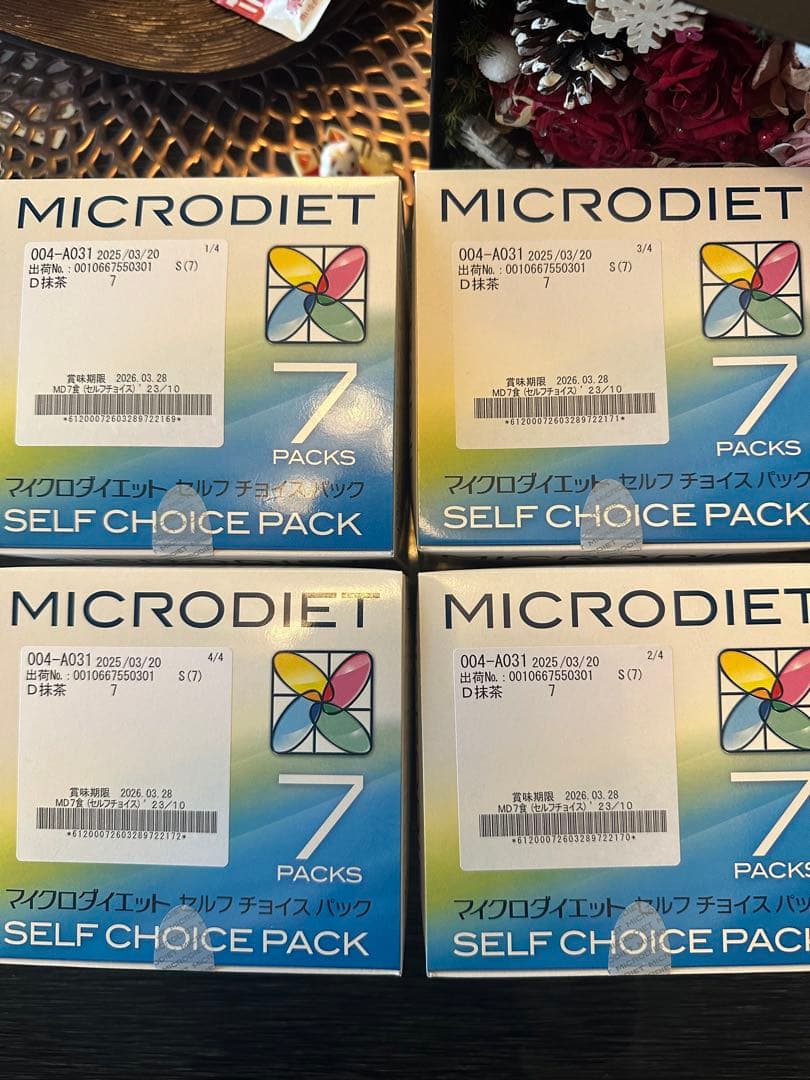 MICRODIET
004-A031 2025/03/20 1/4
出荷No.:0010667550301 S(7)
D抹茶 7
賞味期限 2026.03.28
MD7食(セルフチョイス)'23/10
*61200072603289722169*
7
PACKS
マイクロダイエット セルフ チョイス パック
SELF CHOICE PACK
MICRODIET
004-A031 2025/03/20 3/4
出荷No.:0010667550301 S(7)
D抹茶 7
賞味期限 2026.03.28
MD7食(セルフチョイス)'23/10
*61200072603289722171*
7
PACKS
マイクロダイエット セルフ チョイス パック
SELF CHOICE PACK
MICRODIET
004-A031 2025/03/20 4/4
出荷No.:0010667550301 S(7)
D抹茶 7
賞味期限 2026.03.28
MD7食(セルフチョイス)'23/10
*61200072603289722172*
7
PACKS
マイクロダイエット セルフ チョイス パック
SELF CHOICE PACK
MICRODIET
004-A031 2025/03/20 2/4
出荷No.:0010667550301 S(7)
D抹茶 7
賞味期限 2026.03.28
MD7食(セルフチョイス)'23/10
*61200072603289722170*
7
PACKS
マイクロダイエット セルフ チョイス パッ
SELF CHOICE PAC